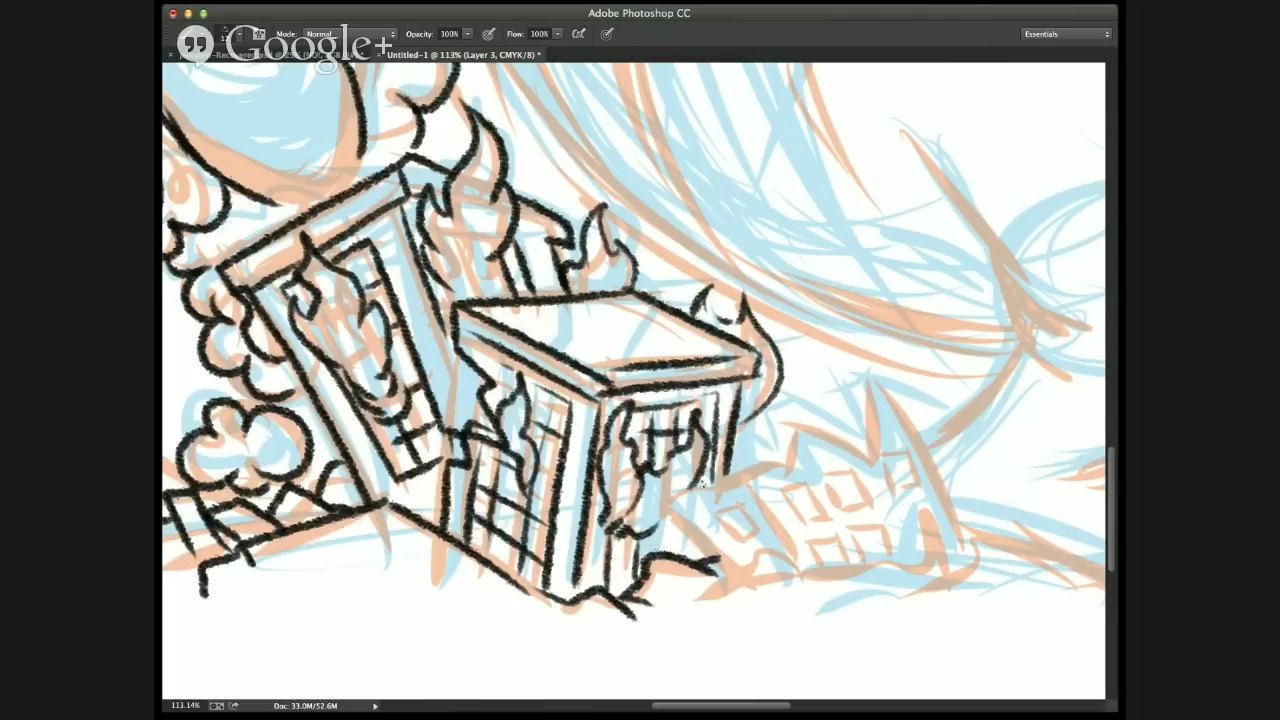 Adobe Photoshop CC
Google+
Mode: Normal Opacity: 100% Flow: 100% Essentials
Untitled-1 @ 113% (Layer 3, CMYK/8) *
113.14% Doc: 33.0M/52.6M